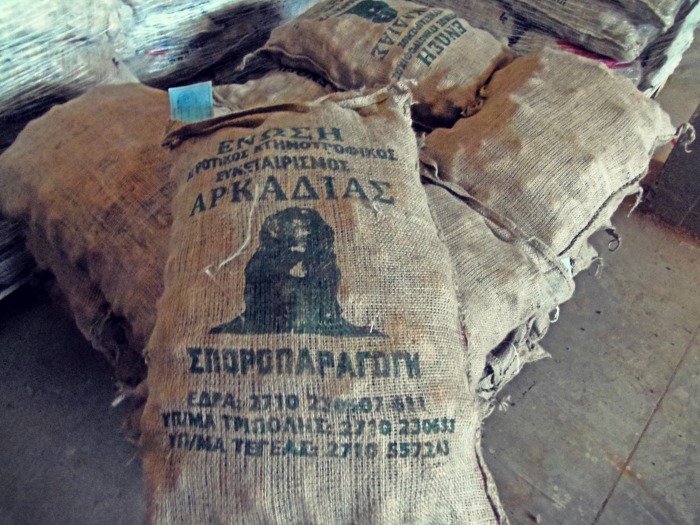 ΕΝΩΣΗ
ΑΡΚΑΔΙΑΣ
ΕΝΩΣΗ
ΑΓΡΟΤΙΚΟΣ ΚΤΗΝΟΤΡΟΦΙΚΟΣ
ΣΥΝΕΤΑΙΡΙΣΜΟΣ
ΑΡΚΑΔΙΑΣ
ΣΠΟΡΟΠΑΡΑΓΩΓΗ
ΕΔΡΑ: 2710
ΥΠ/ΜΑ ΤΡΙΠΟΛΗΣ: 2710 230633
ΥΠ/ΜΑ ΤΕΓΕΑΣ: 2710 557243